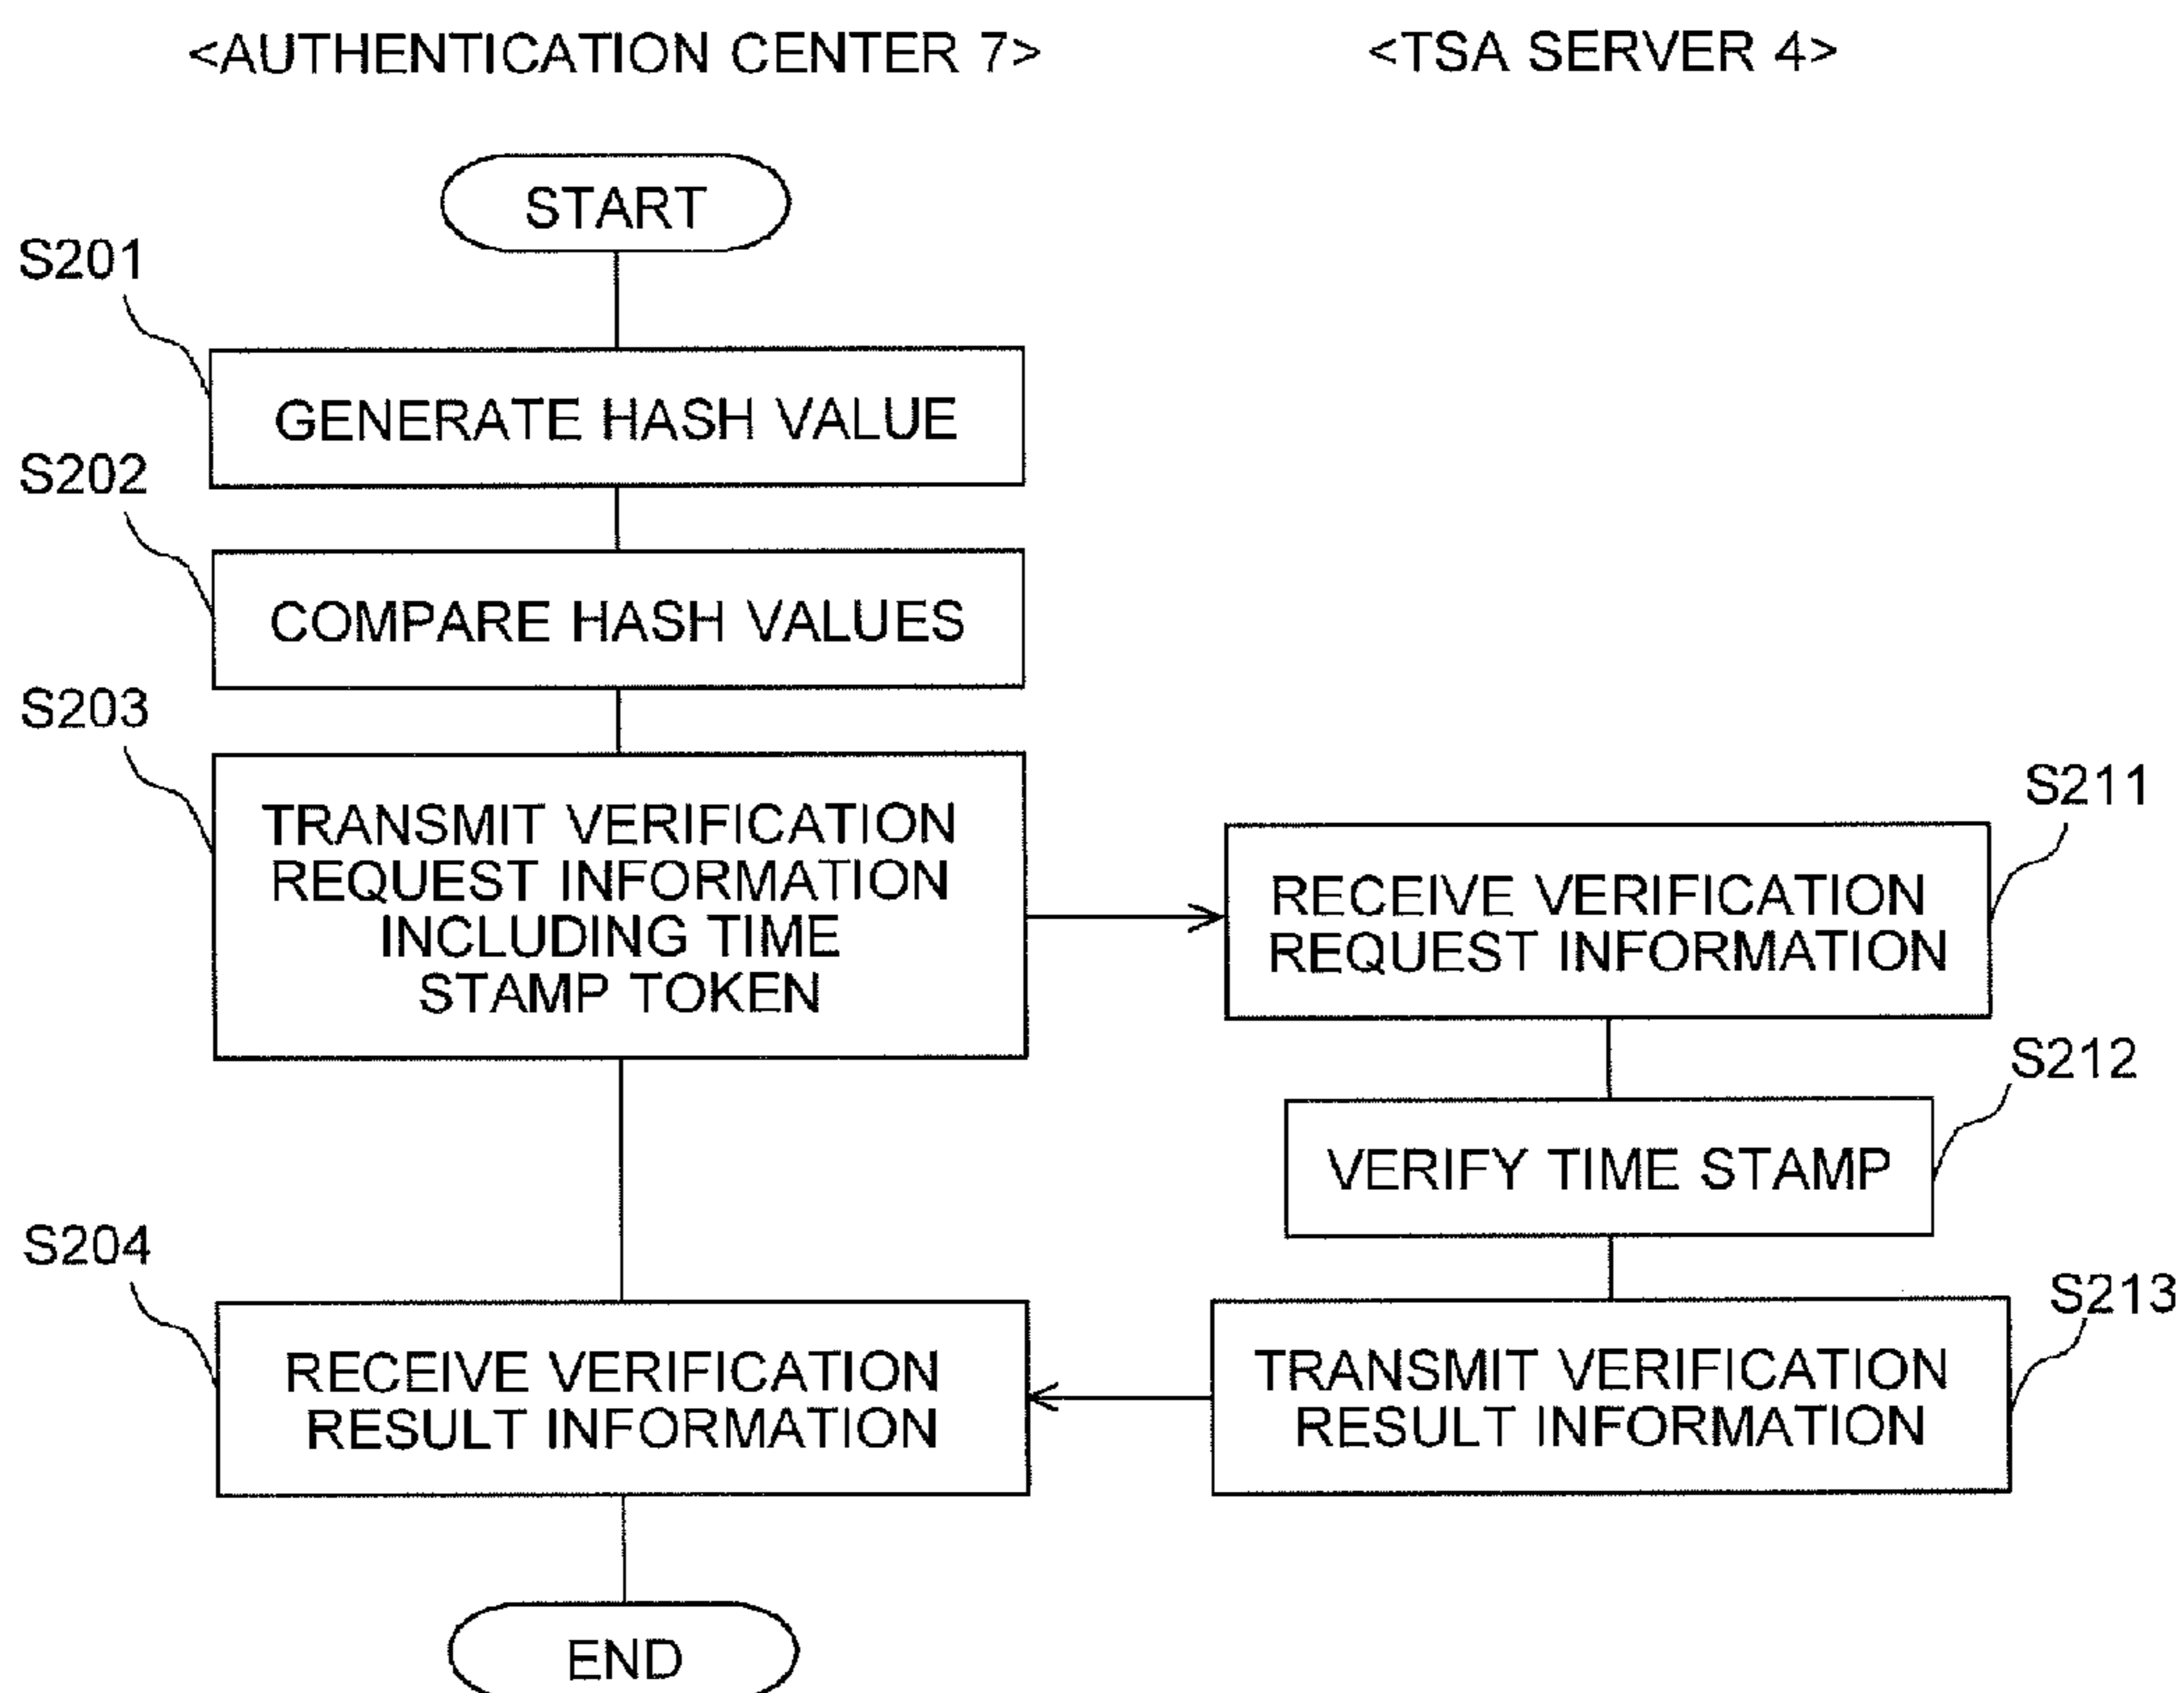 <AUTHENTICATION CENTER 7>
<TSA SERVER 4>
START
S201
GENERATE HASH VALUE
S202
COMPARE HASH VALUES
S203
TRANSMIT VERIFICATION
REQUEST INFORMATION
INCLUDING TIME
STAMP TOKEN
S211
RECEIVE VERIFICATION
REQUEST INFORMATION
S212
VERIFY TIME STAMP
S213
TRANSMIT VERIFICATION
RESULT INFORMATION
S204
RECEIVE VERIFICATION
RESULT INFORMATION
END